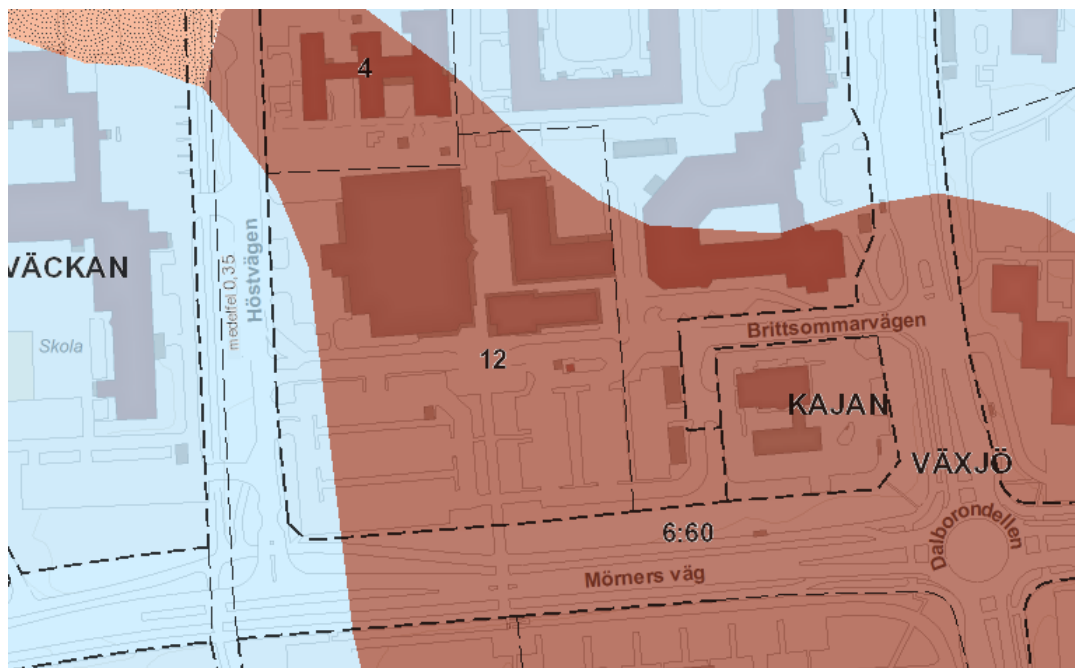 4
VÄCKAN
Höstvägen
medelfel 0,35
Skola
Brittsommarvägen
12
KAJAN
VÄXJÖ
6:60
Dalborondellen
Mörners väg